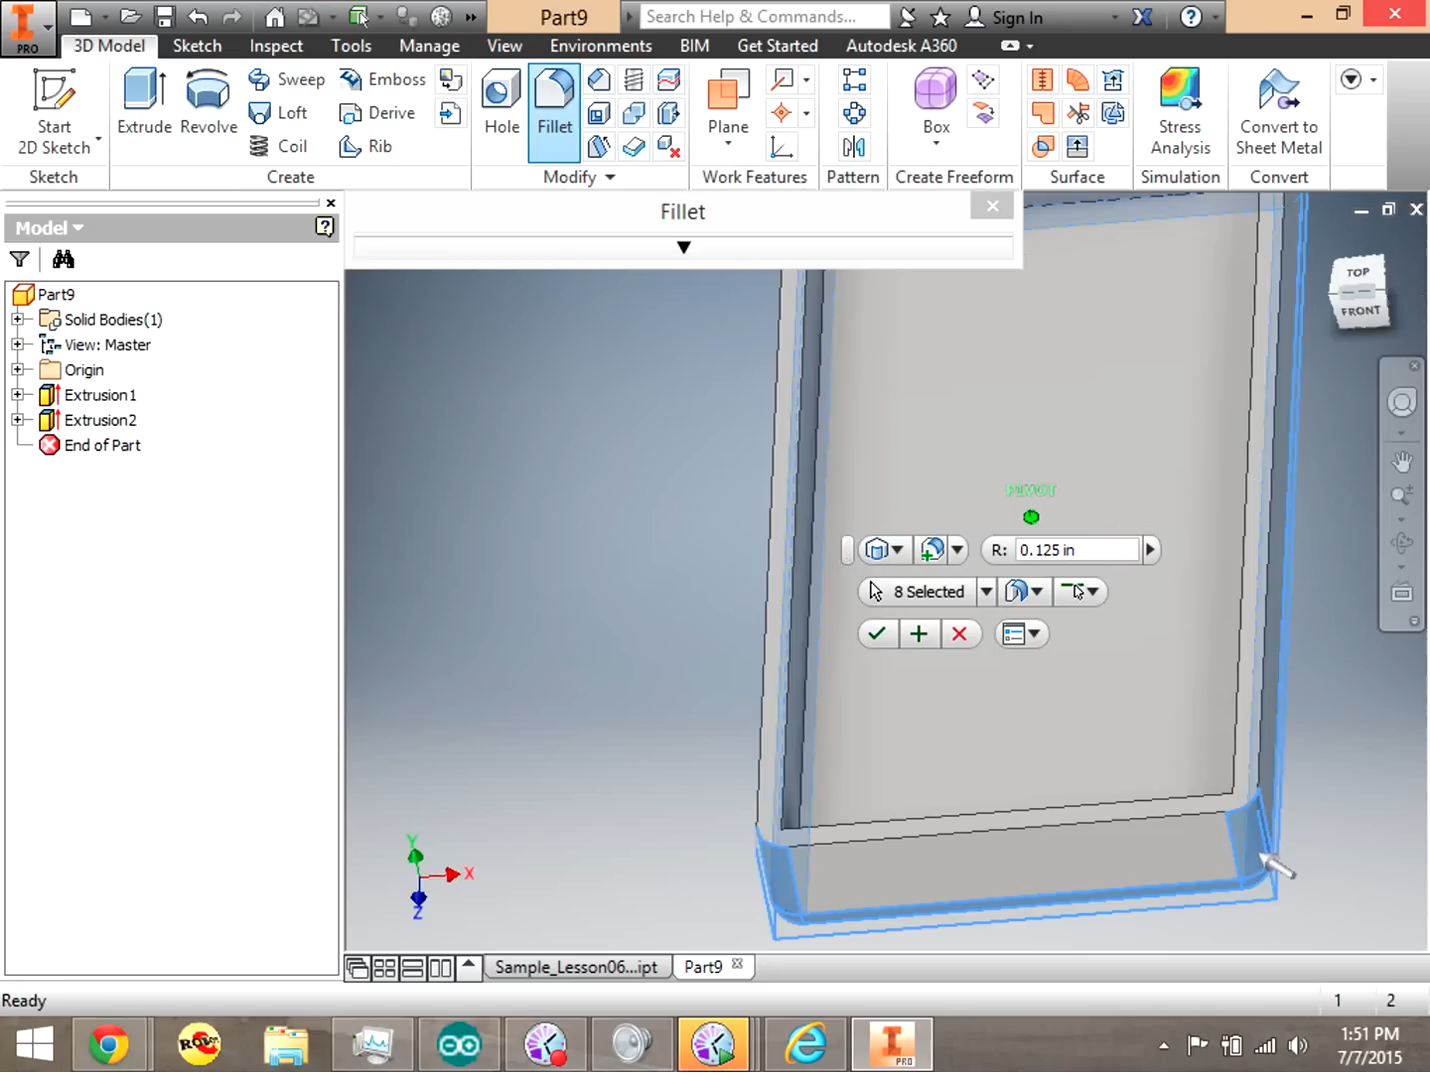 Part9
Search Help & Commands...
Sign In
PRO
3D Model Sketch Inspect Tools Manage View Environments BIM Get Started Autodesk A360
Start
2D Sketch
Extrude
Revolve
Sweep
Loft
Coil
Emboss
Derive
Rib
Hole
Fillet
Plane
Box
Stress
Analysis
Convert to
Sheet Metal
Sketch Create Modify Work Features Pattern Create Freeform Surface Simulation Convert
Model
Fillet
TOP
FRONT
Part9
Solid Bodies(1)
View: Master
Origin
Extrusion1
Extrusion2
End of Part
PIVOT
R: 0.125 in
8 Selected
Y
X
Z
Sample_Lesson06...ipt
Part9
Ready
1 2
ROBOT
PRO
1:51 PM
7/7/2015